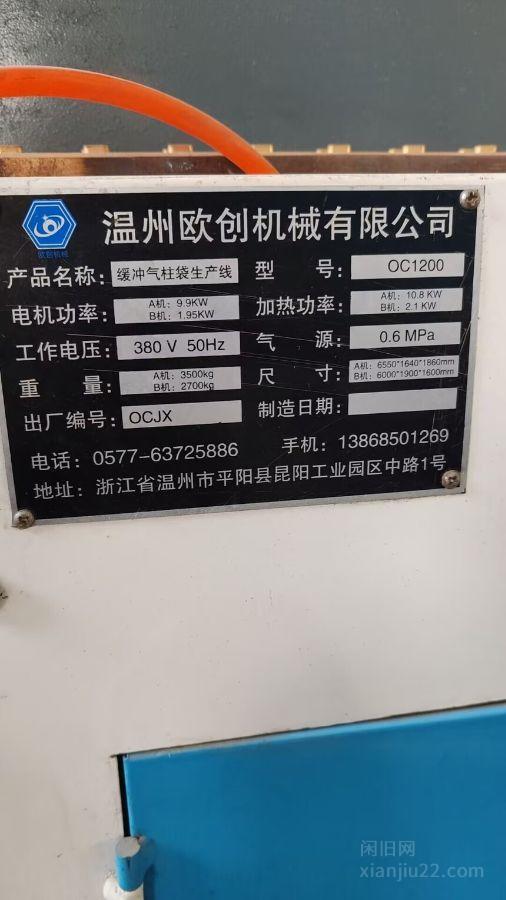 温州欧创机械有限公司
欧创机械
产品名称: 缓冲气柱袋生产线 型 号: OC1200
电机功率: A机: 9.9KW B机: 1.95KW 加热功率: A机: 10.8 KW B机: 2.1 KW
工作电压: 380 V 50Hz 气 源: 0.6 MPa
重 量: A机: 3500kg B机: 2700kg 尺 寸: A机: 6550*1640*1860mm B机: 6000*1900*1600mm
出厂编号: OCJX 制造日期:
电话: 0577-63725886 手机: 13868501269
地址: 浙江省温州市平阳县昆阳工业园区中路1号
闲旧网
xianjiu22.com